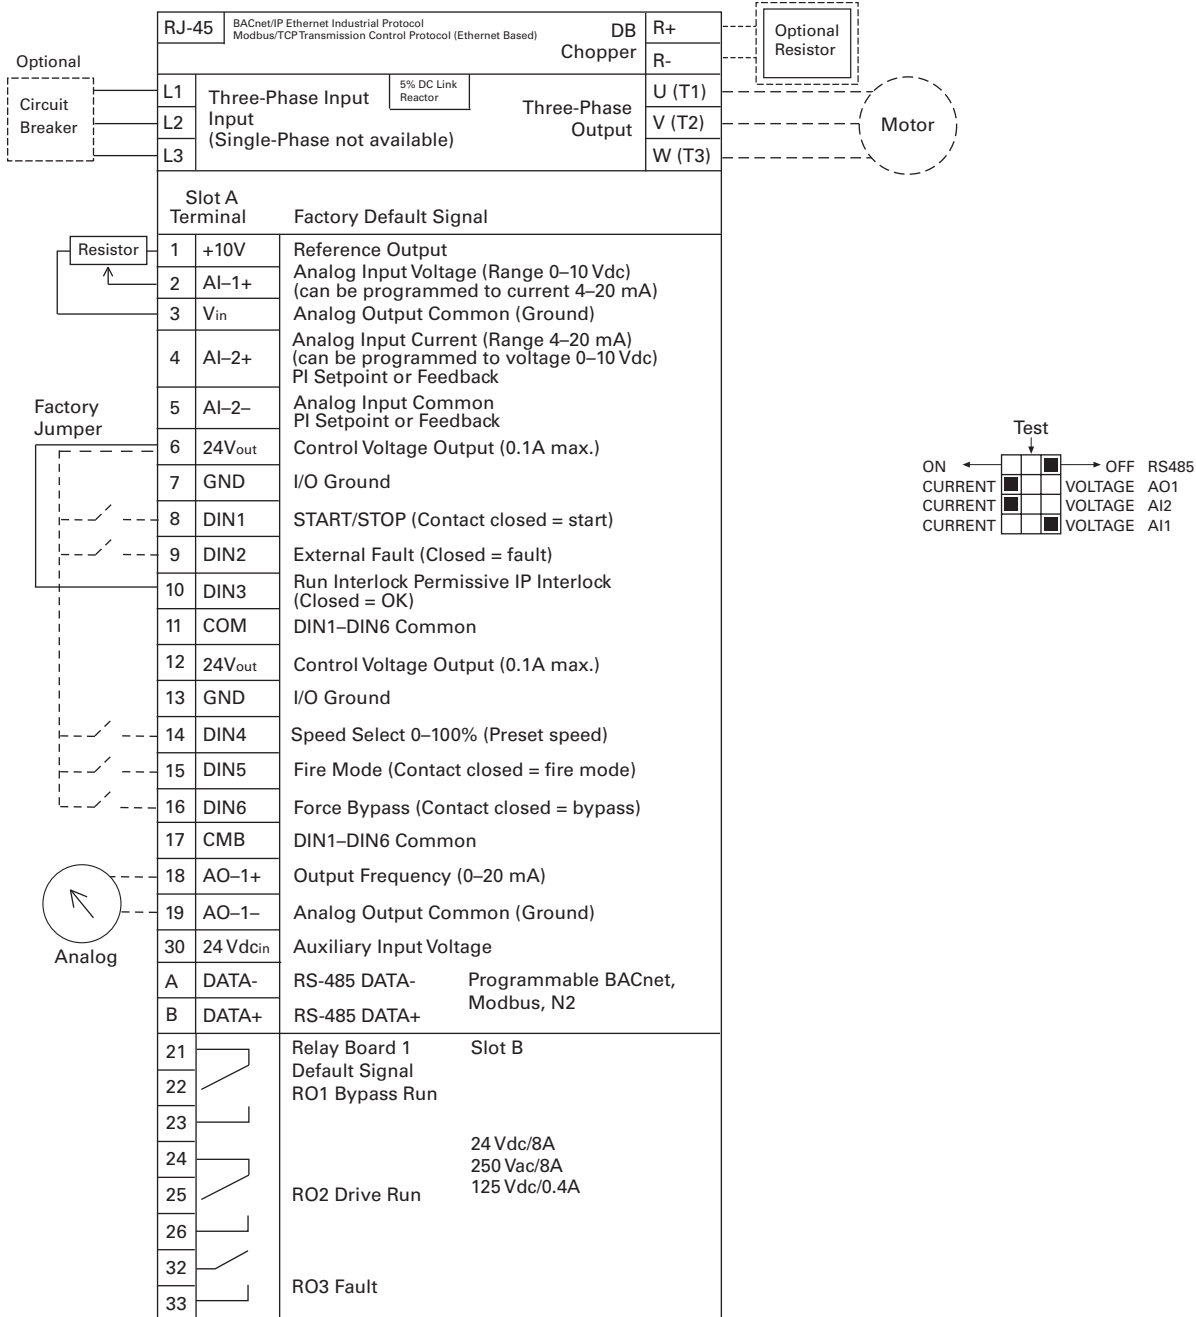 RJ-45 BACnet/IP Ethernet Industrial Protocol
Modbus/TCP Transmission Control Protocol (Ethernet Based)
DB
Chopper
R+
R-
Optional
Resistor
Optional
Circuit
Breaker
L1
L2
L3
Three-Phase Input
Input
(Single-Phase not available)
5% DC Link
Reactor
Three-Phase
Output
U (T1)
V (T2)
W (T3)
Motor
Slot A
Terminal Factory Default Signal
Resistor
1 +10V Reference Output
2 AI–1+ Analog Input Voltage (Range 0–10 Vdc)
(can be programmed to current 4–20 mA)
3 Vin Analog Output Common (Ground)
4 AI–2+ Analog Input Current (Range 4–20 mA)
(can be programmed to voltage 0–10 Vdc)
PI Setpoint or Feedback
5 AI–2– Analog Input Common
PI Setpoint or Feedback
Factory
Jumper
6 24Vout Control Voltage Output (0.1A max.)
7 GND I/O Ground
8 DIN1 START/STOP (Contact closed = start)
9 DIN2 External Fault (Closed = fault)
10 DIN3 Run Interlock Permissive IP Interlock
(Closed = OK)
11 COM DIN1–DIN6 Common
12 24Vout Control Voltage Output (0.1A max.)
13 GND I/O Ground
14 DIN4 Speed Select 0–100% (Preset speed)
15 DIN5 Fire Mode (Contact closed = fire mode)
16 DIN6 Force Bypass (Contact closed = bypass)
17 CMB DIN1–DIN6 Common
18 AO–1+ Output Frequency (0–20 mA)
19 AO–1– Analog Output Common (Ground)
Analog
30 24 Vdcin Auxiliary Input Voltage
A DATA- RS-485 DATA- Programmable BACnet,
Modbus, N2
B DATA+ RS-485 DATA+
21 Relay Board 1 Slot B
Default Signal
22 RO1 Bypass Run
23
24
24 Vdc/8A
250 Vac/8A
125 Vdc/0.4A
25 RO2 Drive Run
26
32
RO3 Fault
33
Test
ON OFF RS485
CURRENT VOLTAGE AO1
CURRENT VOLTAGE AI2
CURRENT VOLTAGE AI1